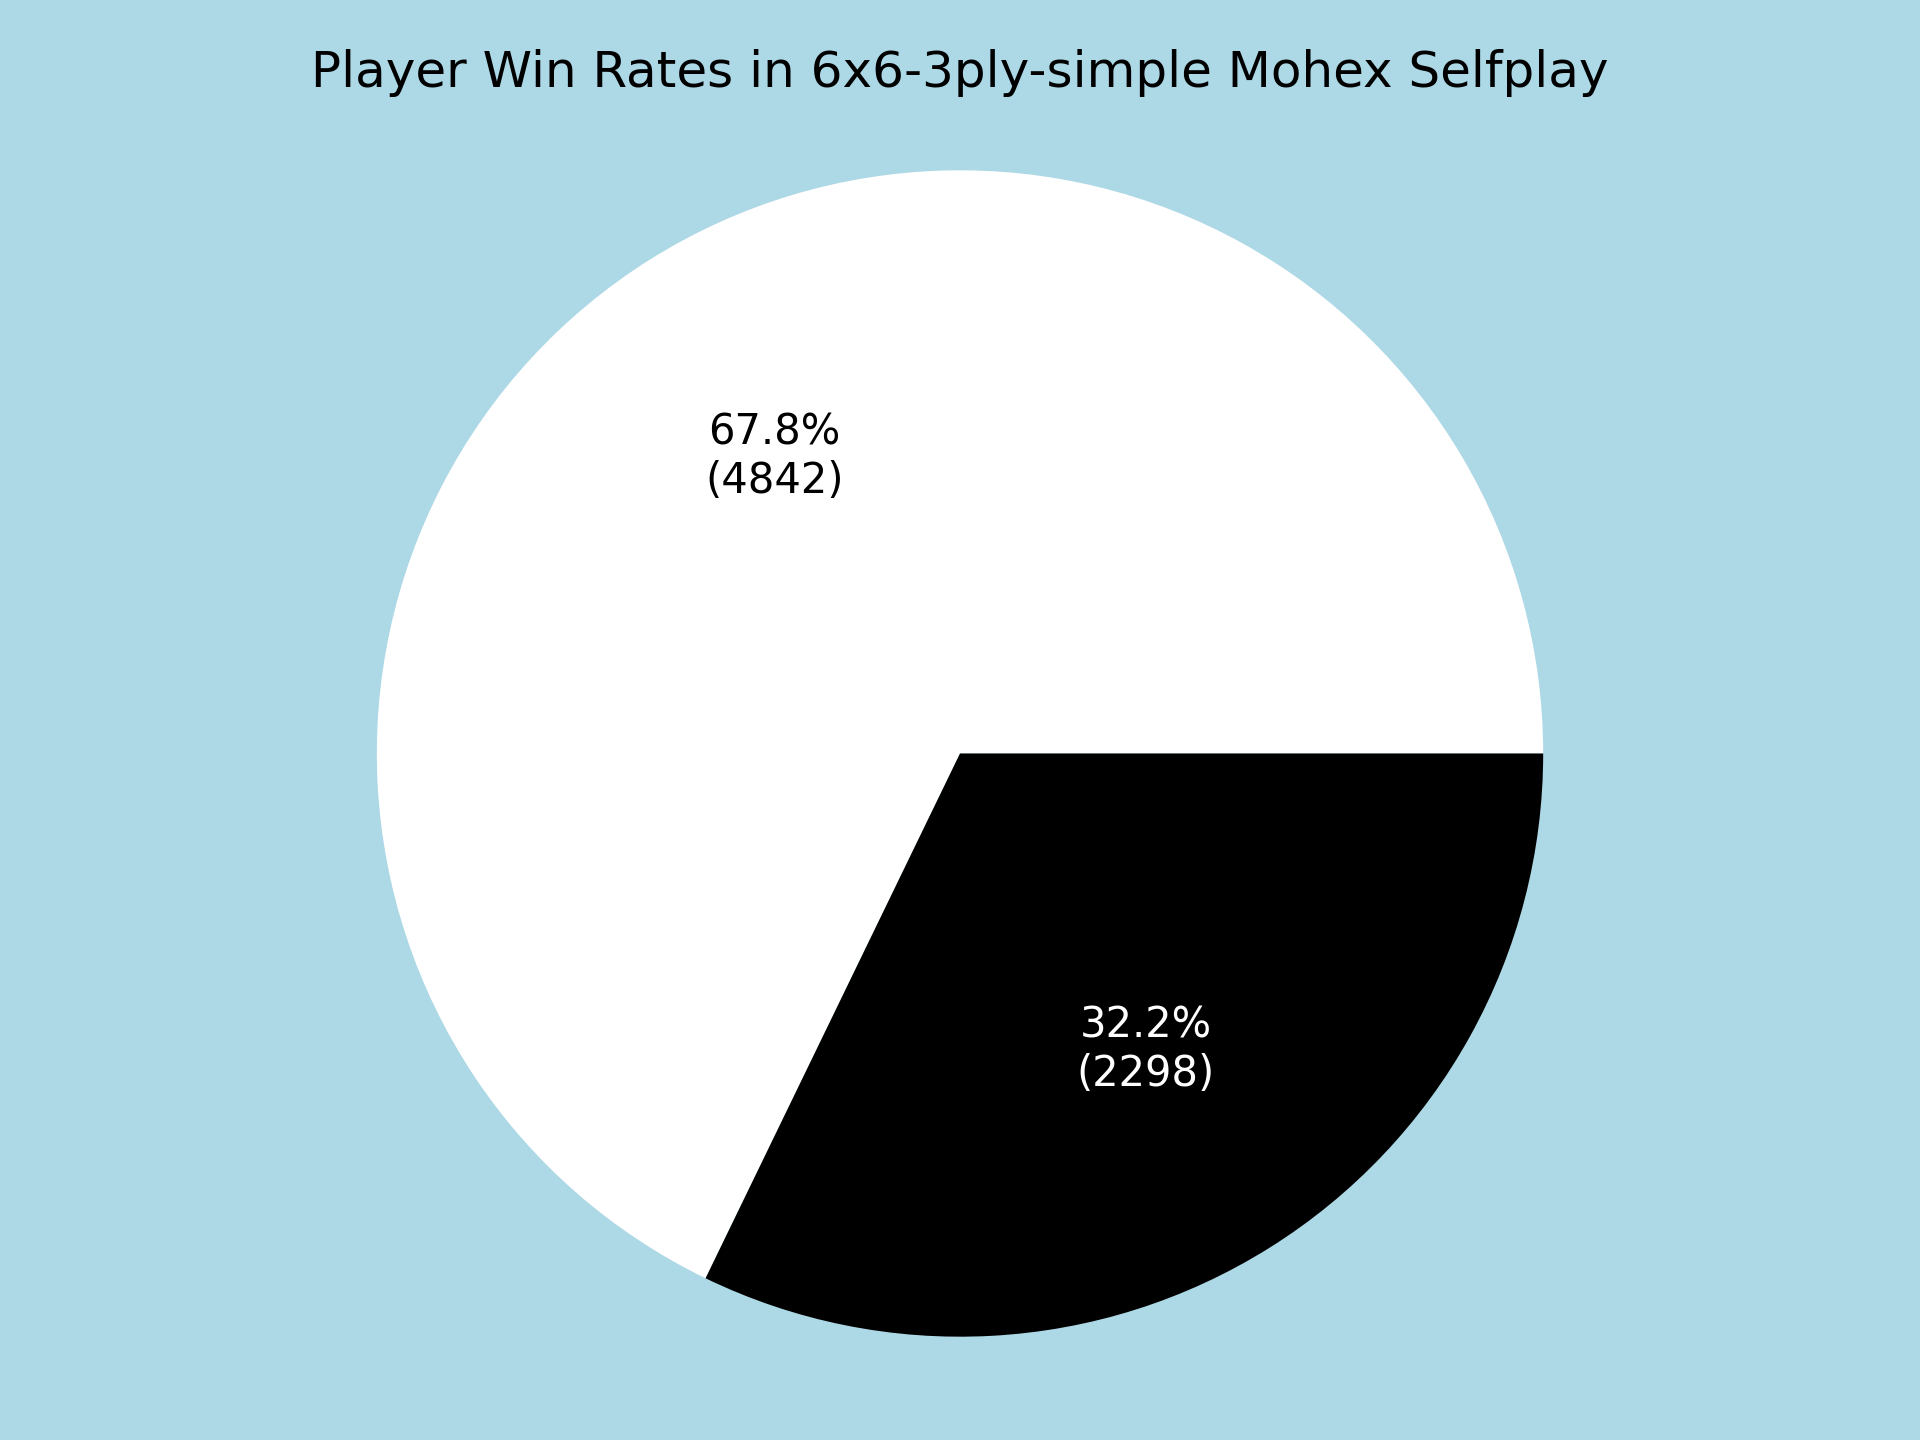 Player Win Rates in 6x6-3ply-simple Mohex Selfplay
67.8%
(4842)
32.2%
(2298)